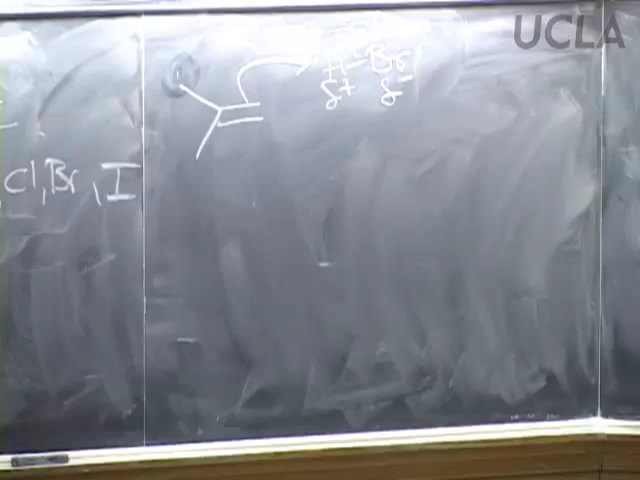 UCLA
H-Br
δ+ δ-
, Cl, Br, I